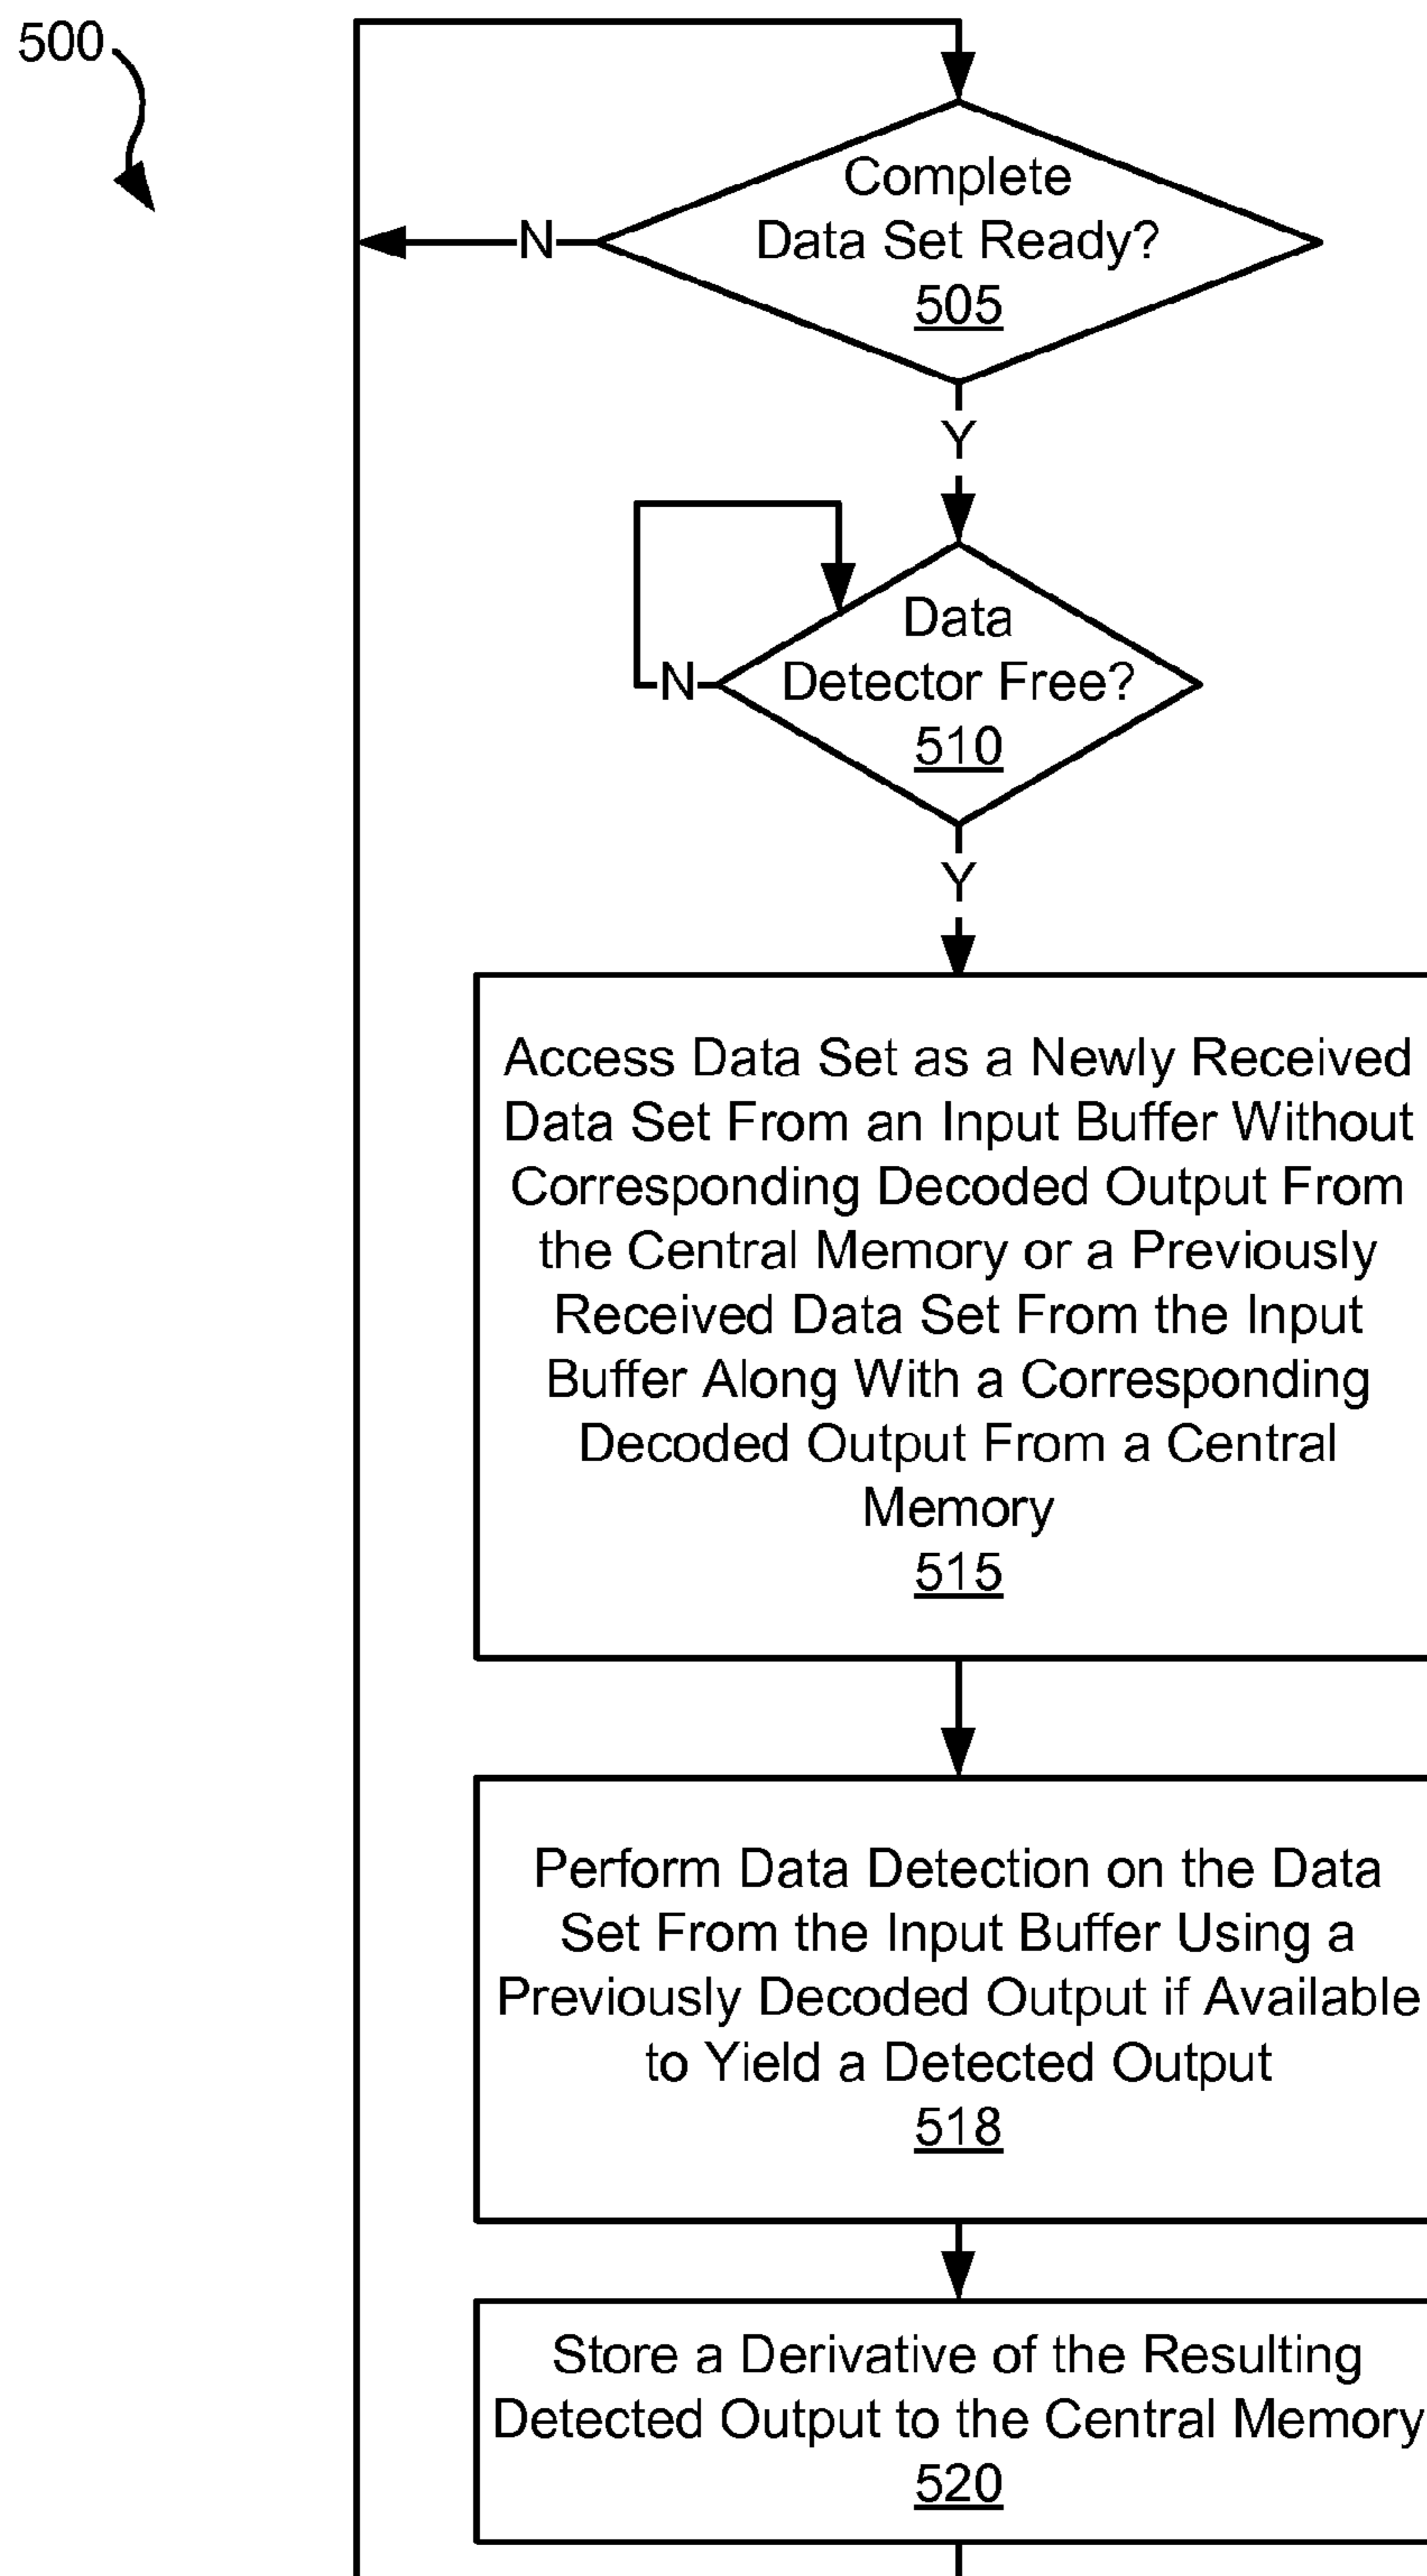 500
Complete
Data Set Ready?
505
N
Y
Data
Detector Free?
510
N
Y
Access Data Set as a Newly Received
Data Set From an Input Buffer Without
Corresponding Decoded Output From
the Central Memory or a Previously
Received Data Set From the Input
Buffer Along With a Corresponding
Decoded Output From a Central
Memory
515
Perform Data Detection on the Data
Set From the Input Buffer Using a
Previously Decoded Output if Available
to Yield a Detected Output
518
Store a Derivative of the Resulting
Detected Output to the Central Memory
520